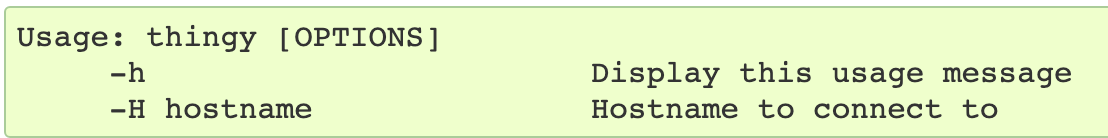 Usage: thingy [OPTIONS]
     -h                        Display this usage message
     -H hostname               Hostname to connect to